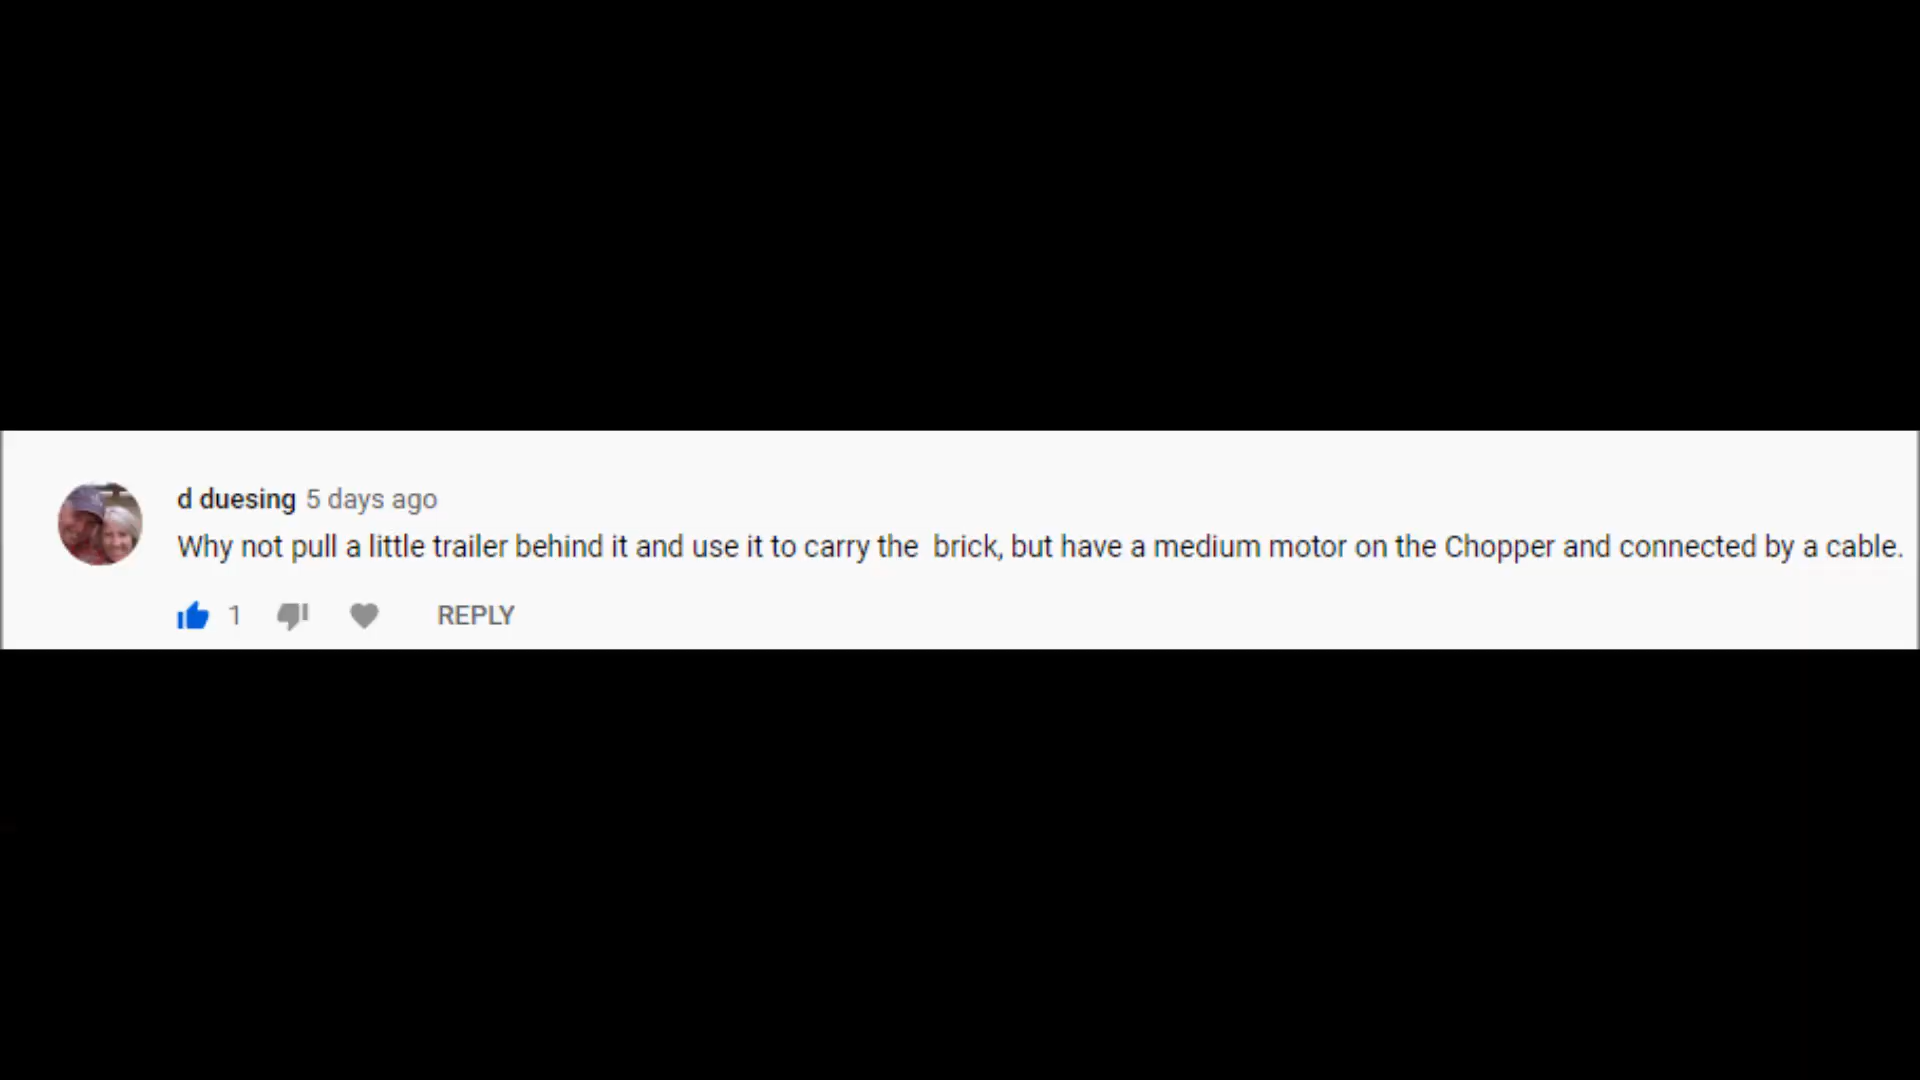 d duesing 5 days ago
Why not pull a little trailer behind it and use it to carry the  brick, but have a medium motor on the Chopper and connected by a cable.
1 REPLY